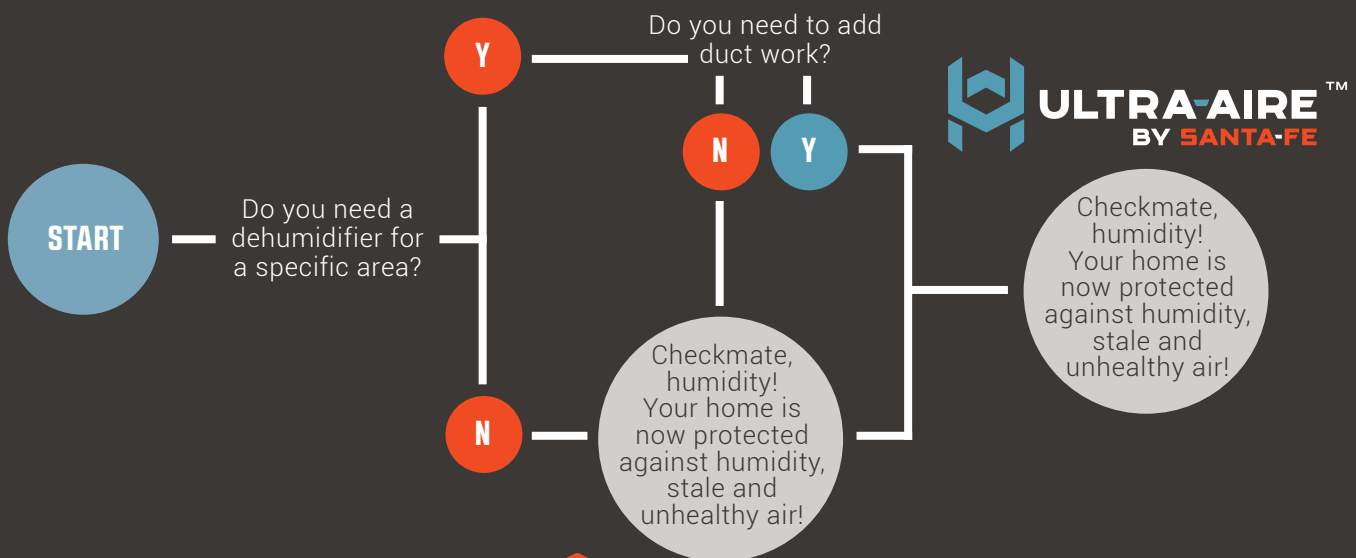 START
Do you need a
dehumidifier for
a specific area?
Y
N
Do you need to add
duct work?
N
Y
Checkmate,
humidity!
Your home is
now protected
against humidity,
stale and
unhealthy air!
ULTRA-AIRE™
BY SANTA-FE
Checkmate,
humidity!
Your home is
now protected
against humidity,
stale and
unhealthy air!